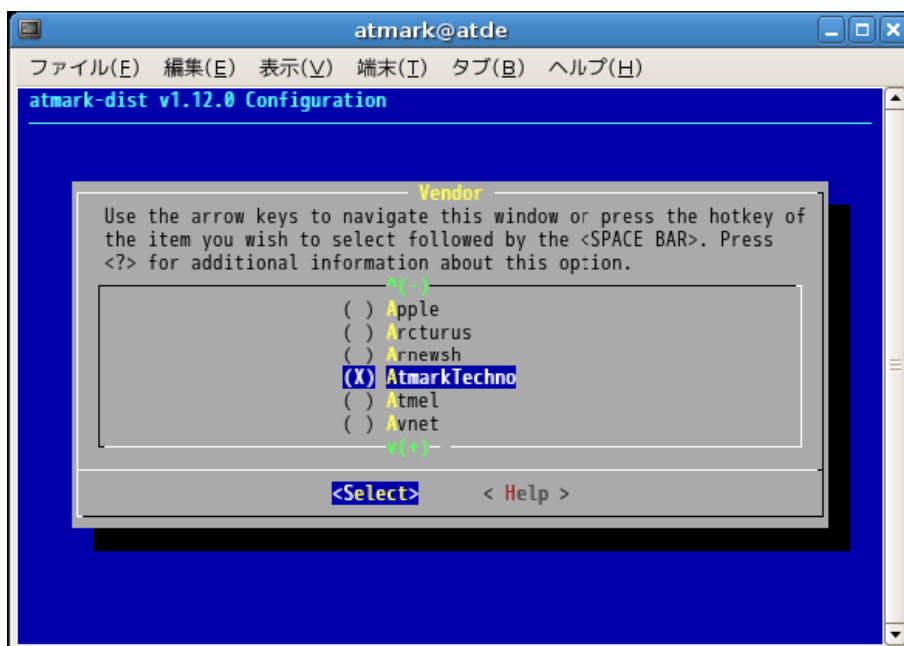 atmark@atde
ファイル(F) 編集(E) 表示(V) 端末(T) タブ(B) ヘルプ(H)
atmark-dist v1.12.0 Configuration
Vendor
Use the arrow keys to navigate this window or press the hotkey of
the item you wish to select followed by the <SPACE BAR>. Press
<?> for additional information about this option.
^(-)
( ) Apple
( ) Arcturus
( ) Arnewsh
(X) AtmarkTechno
( ) Atmel
( ) Avnet
v(+)
<Select> < Help >